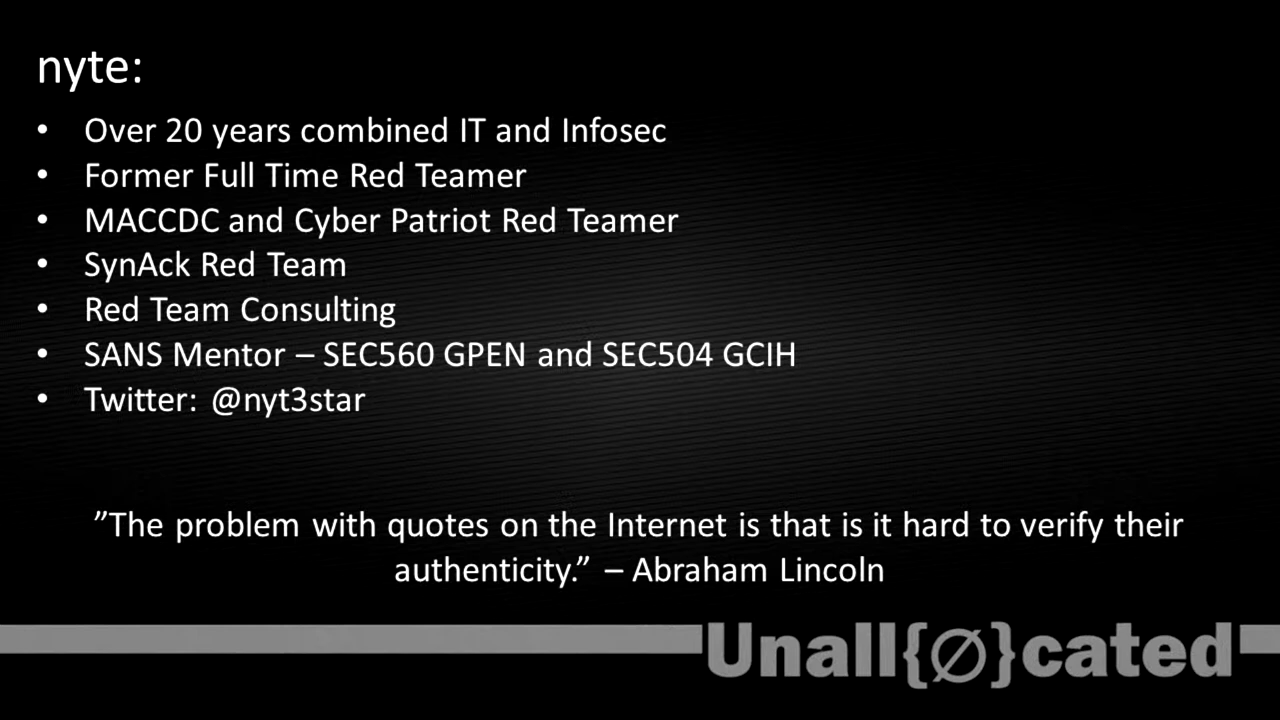 nyte:
• Over 20 years combined IT and Infosec
• Former Full Time Red Teamer
• MACCDC and Cyber Patriot Red Teamer
• SynAck Red Team
• Red Team Consulting
• SANS Mentor – SEC560 GPEN and SEC504 GCIH
• Twitter: @nyt3star
”The problem with quotes on the Internet is that is it hard to verify their
authenticity.” – Abraham Lincoln
Unall{∅}cated